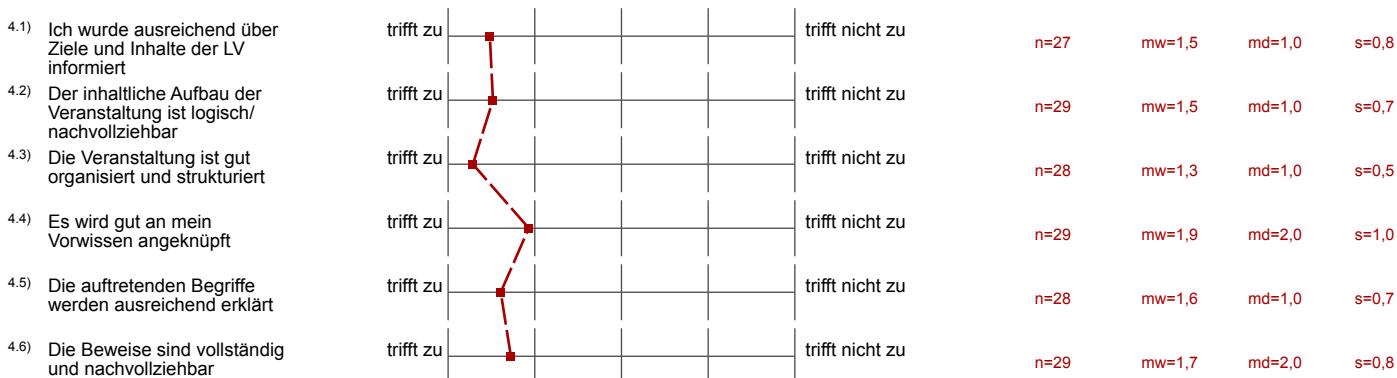 4.1) Ich wurde ausreichend über
Ziele und Inhalte der LV
informiert
trifft zu trifft nicht zu n=27 mw=1,5 md=1,0 s=0,8
4.2) Der inhaltliche Aufbau der
Veranstaltung ist logisch/
nachvollziehbar
trifft zu trifft nicht zu n=29 mw=1,5 md=1,0 s=0,7
4.3) Die Veranstaltung ist gut
organisiert und strukturiert
trifft zu trifft nicht zu n=28 mw=1,3 md=1,0 s=0,5
4.4) Es wird gut an mein
Vorwissen angeknüpft
trifft zu trifft nicht zu n=29 mw=1,9 md=2,0 s=1,0
4.5) Die auftretenden Begriffe
werden ausreichend erklärt
trifft zu trifft nicht zu n=28 mw=1,6 md=1,0 s=0,7
4.6) Die Beweise sind vollständig
und nachvollziehbar
trifft zu trifft nicht zu n=29 mw=1,7 md=2,0 s=0,8